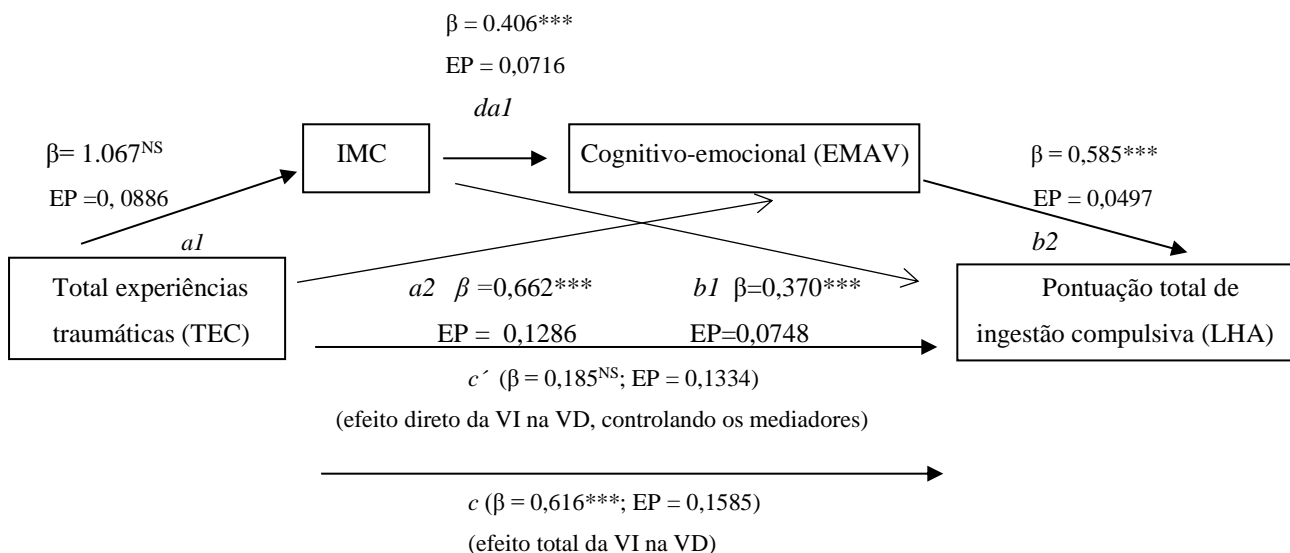 β = 0.406***
EP = 0,0716
da1
β= 1.067NS
EP =0, 0886
a1
IMC
Cognitivo-emocional (EMAV)
β = 0,585***
EP = 0,0497
b2
Total experiências
traumáticas (TEC)
a2 β =0,662***
EP = 0,1286
b1 β=0,370***
EP=0,0748
Pontuação total de
ingestão compulsiva (LHA)
c´ (β = 0,185NS; EP = 0,1334)
(efeito direto da VI na VD, controlando os mediadores)
c (β = 0,616***; EP = 0,1585)
(efeito total da VI na VD)